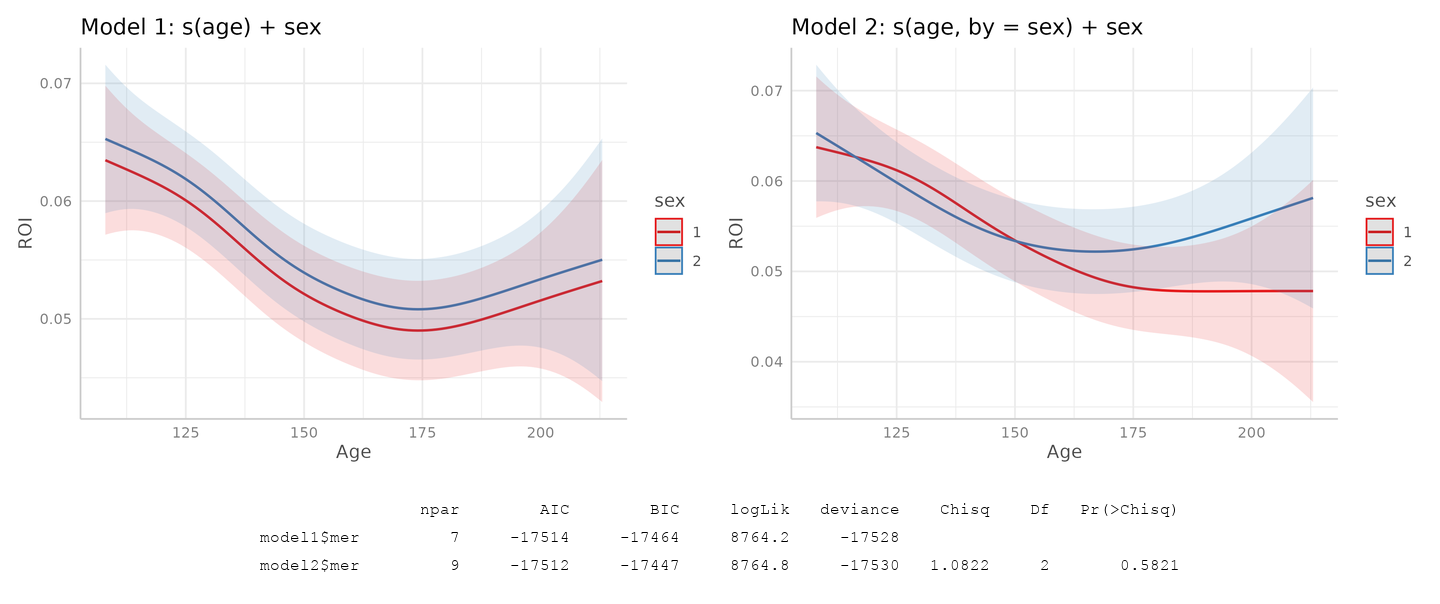 Model 1: s(age) + sex
0.07
0.06
0.05
ROI
125 150 175 200
Age
sex
1
2
Model 2: s(age, by = sex) + sex
0.07
0.06
0.05
0.04
ROI
125 150 175 200
Age
sex
1
2
npar AIC BIC logLik deviance Chisq Df Pr(>Chisq)
model1$mer 7 -17514 -17464 8764.2 -17528
model2$mer 9 -17512 -17447 8764.8 -17530 1.0822 2 0.5821